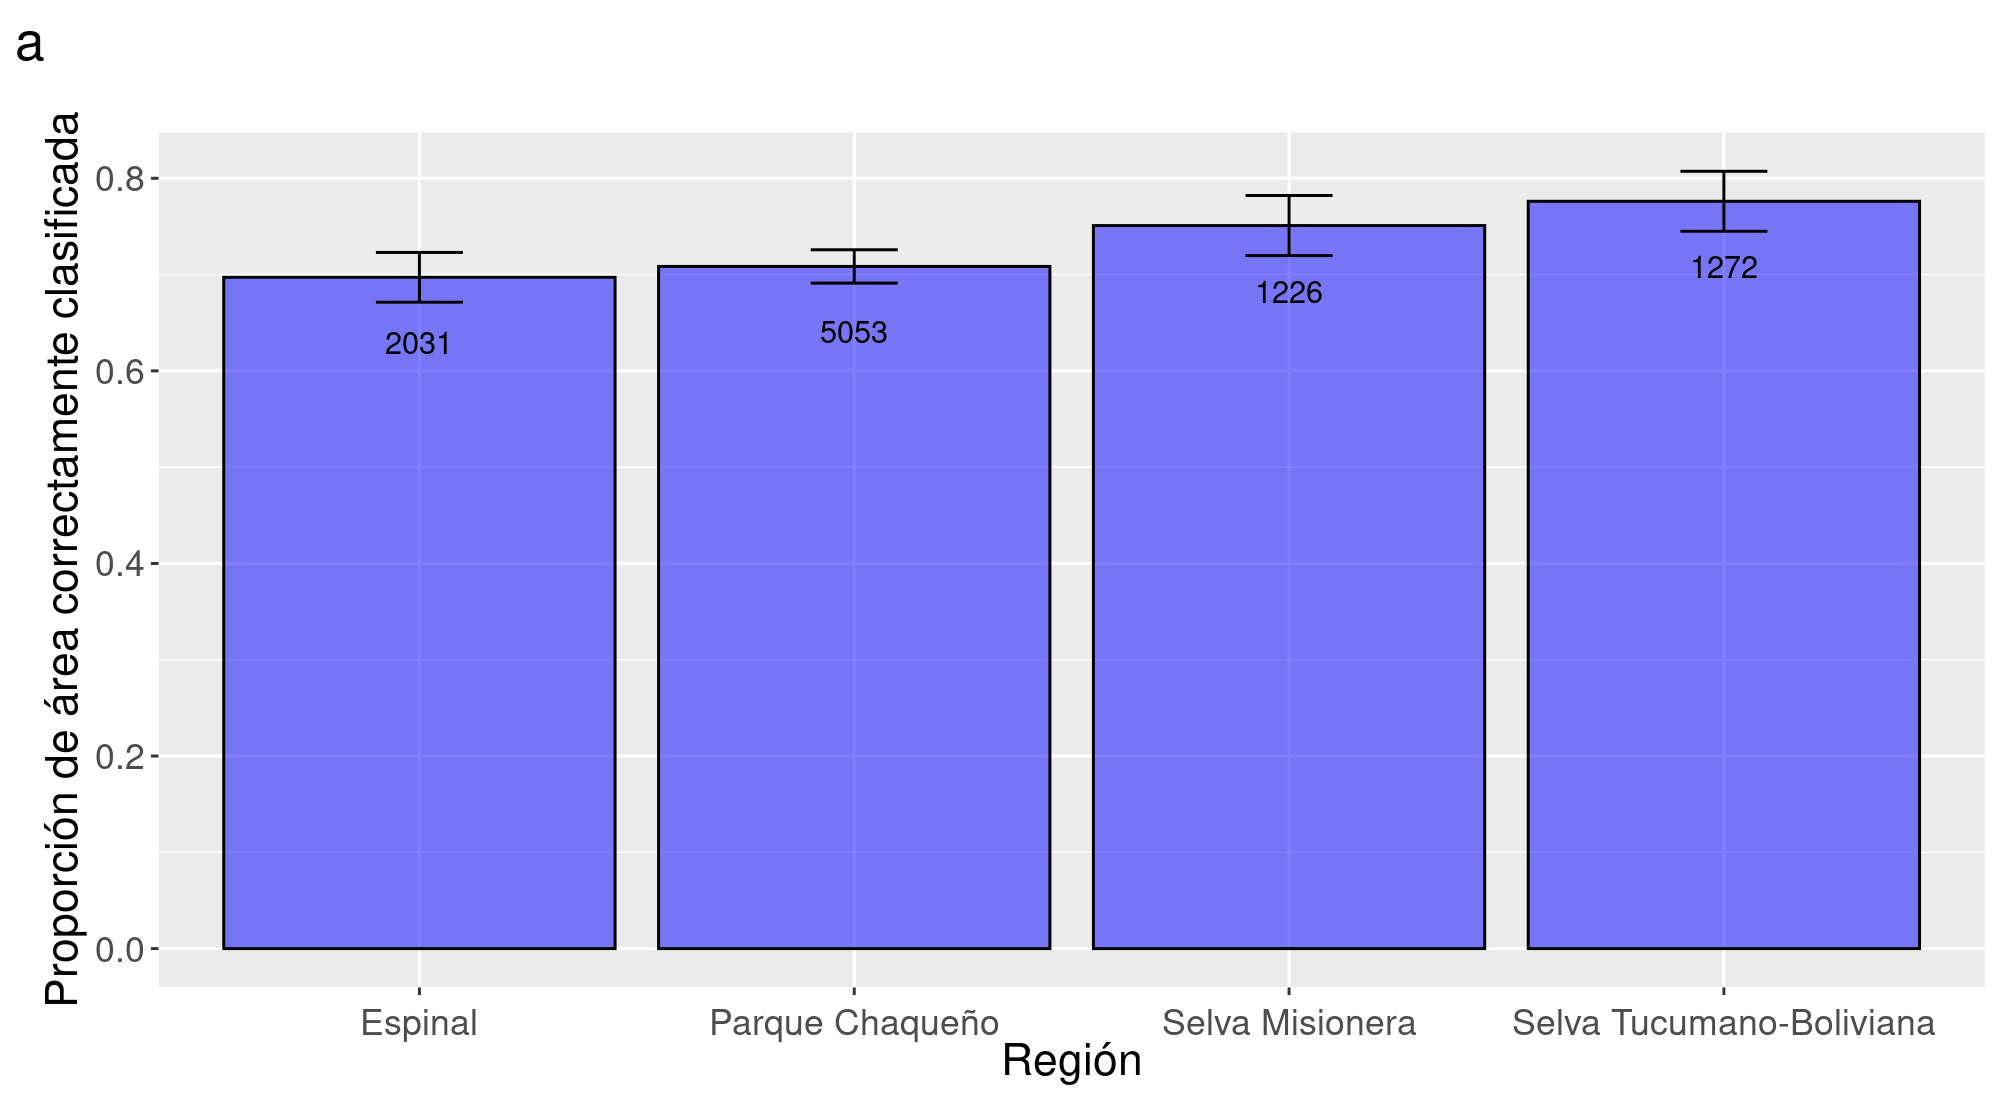 a
Proporción de área correctamente clasificada
0.8
0.6
0.4
0.2
0.0
2031
5053
1226
1272
Espinal
Parque Chaqueño
Selva Misionera
Selva Tucumano-Boliviana
Región